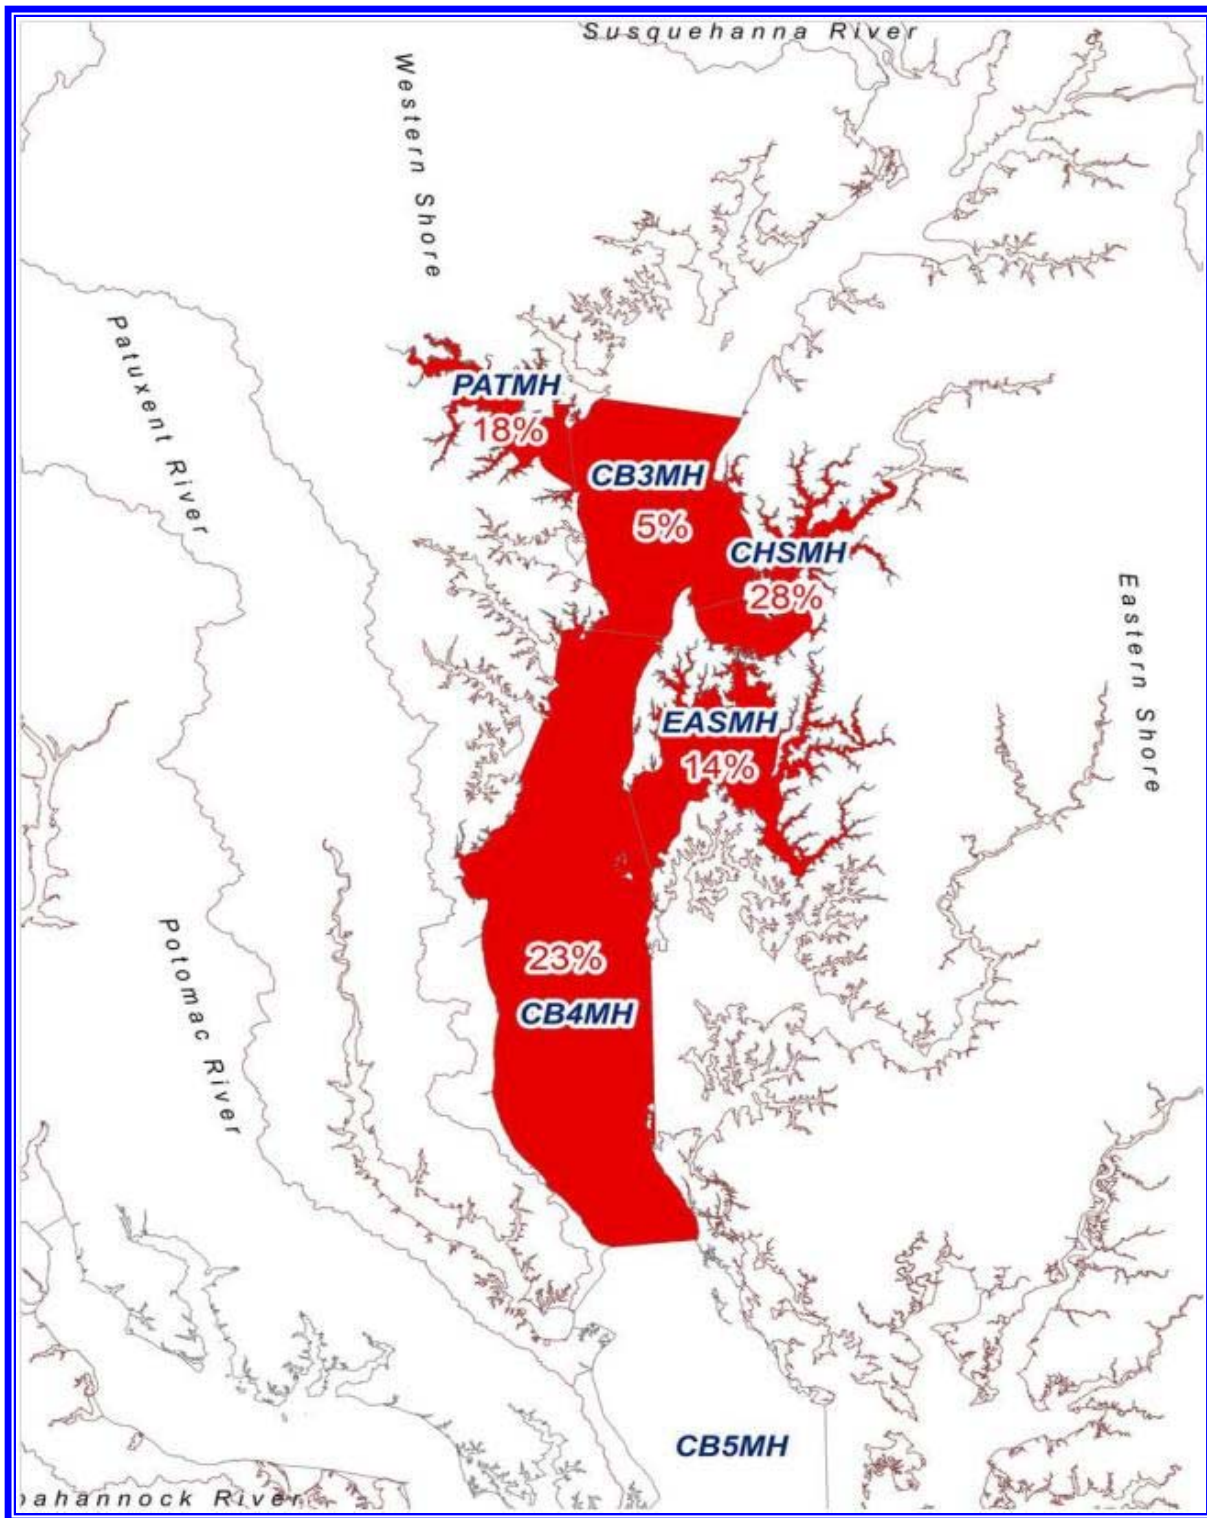 Susquehanna River
Western Shore
Patuxent River
PATMH
18%
CB3MH
5%
CHSMH
28%
Eastern Shore
EASMH
14%
Potomac River
23%
CB4MH
CB5MH
pahannock River